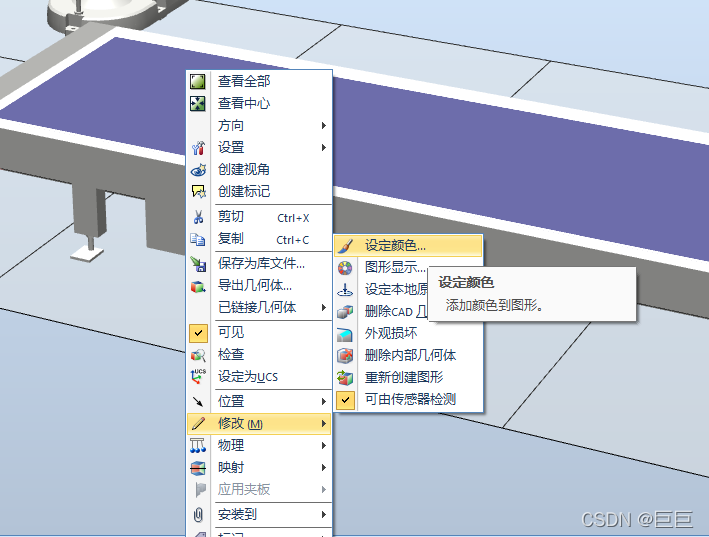 查看全部
查看中心
方向
设置
创建视角
创建标记
剪切 Ctrl+X
复制 Ctrl+C
保存为库文件...
导出几何体...
已链接几何体
可见
检查
UCS
设定为UCS
位置
修改 (M)
物理
映射
应用夹板
安装到
设定颜色...
图形显示...
设定本地原
删除CAD 几
外观损坏
删除内部几何体
重新创建图形
可由传感器检测
设定颜色
添加颜色到图形。
CSDN @巨巨